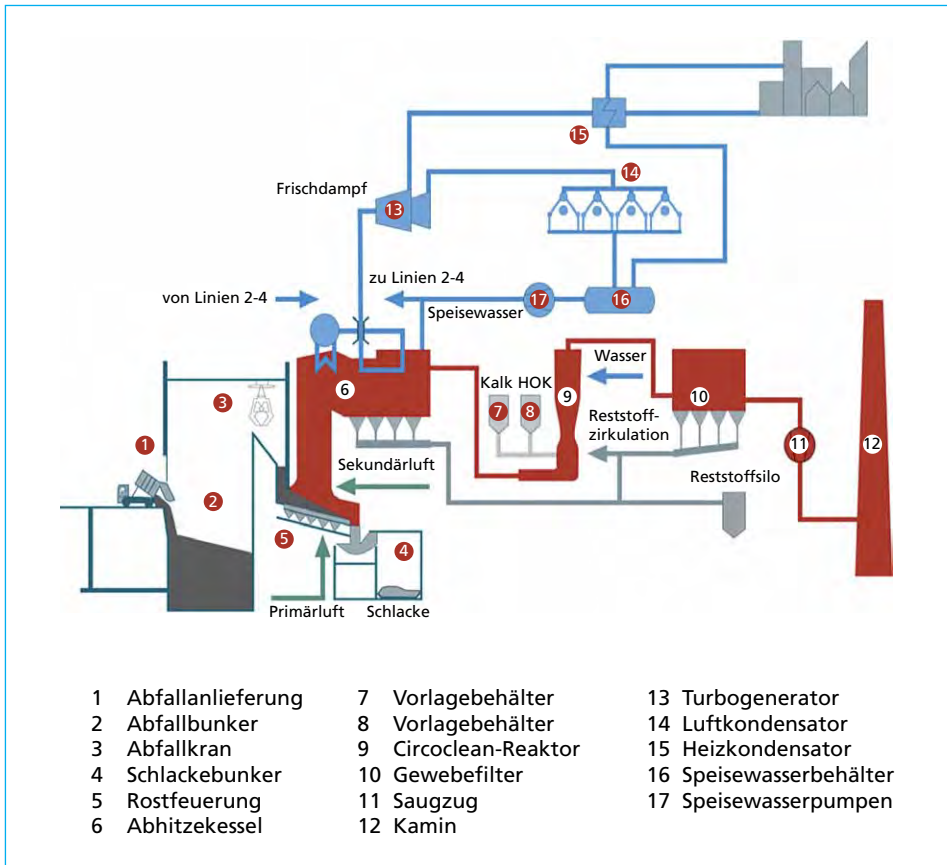 15
14
Frischdampf
13
zu Linien 2-4
von Linien 2-4
17
16
Speisewasser
Wasser
6
Kalk HOK
9
3
7
8
10
Reststoff-
zirkulation
1
11
12
Sekundärluft
Reststoffsilo
2
5
4
Primärluft
Schlacke
1 Abfallanlieferung
2 Abfallbunker
3 Abfallkran
4 Schlackebunker
5 Rostfeuerung
6 Abhitzekessel
7 Vorlagebehälter
8 Vorlagebehälter
9 Circoclean-Reaktor
10 Gewebefilter
11 Saugzug
12 Kamin
13 Turbogenerator
14 Luftkondensator
15 Heizkondensator
16 Speisewasserbehälter
17 Speisewasserpumpen